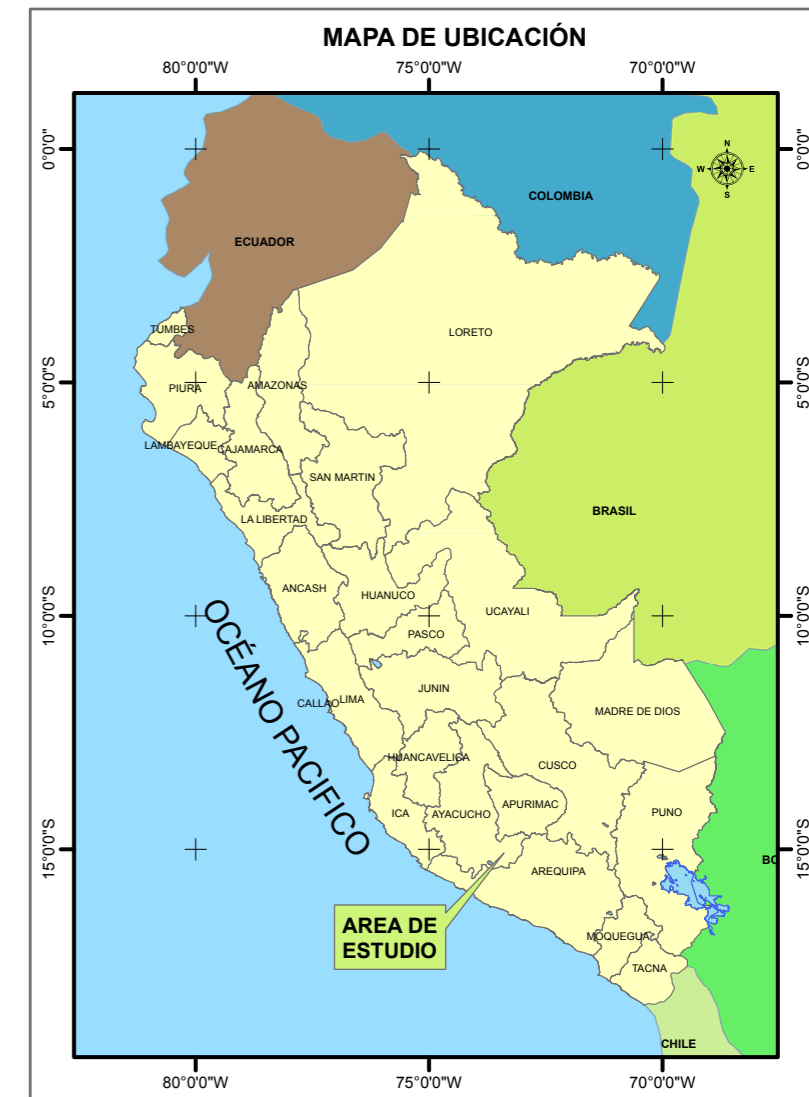 MAPA DE UBICACIÓN
80°0'0"W 75°0'0"W 70°0'0"W
0°0'0" 0°0'0"
N
W E
S
COLOMBIA
ECUADOR
TUMBES
LORETO
5°0'0"S 5°0'0"S
PIURA
AMAZONAS
LAMBAYEQUE
CAJAMARCA
SAN MARTIN
BRASIL
LA LIBERTAD
ANCASH
HUANUCO
UCAYALI
10°0'0"S 10°0'0"S
PASCO
OCÉANO PACIFICO
JUNIN
CALLAO
LIMA
MADRE DE DIOS
HUANCAVELICA
CUSCO
ICA
AYACUCHO
APURIMAC
PUNO
15°0'0"S 15°0'0"S
AREQUIPA
AREA DE
ESTUDIO
MOQUEGUA
TACNA
CHILE
80°0'0"W 75°0'0"W 70°0'0"W